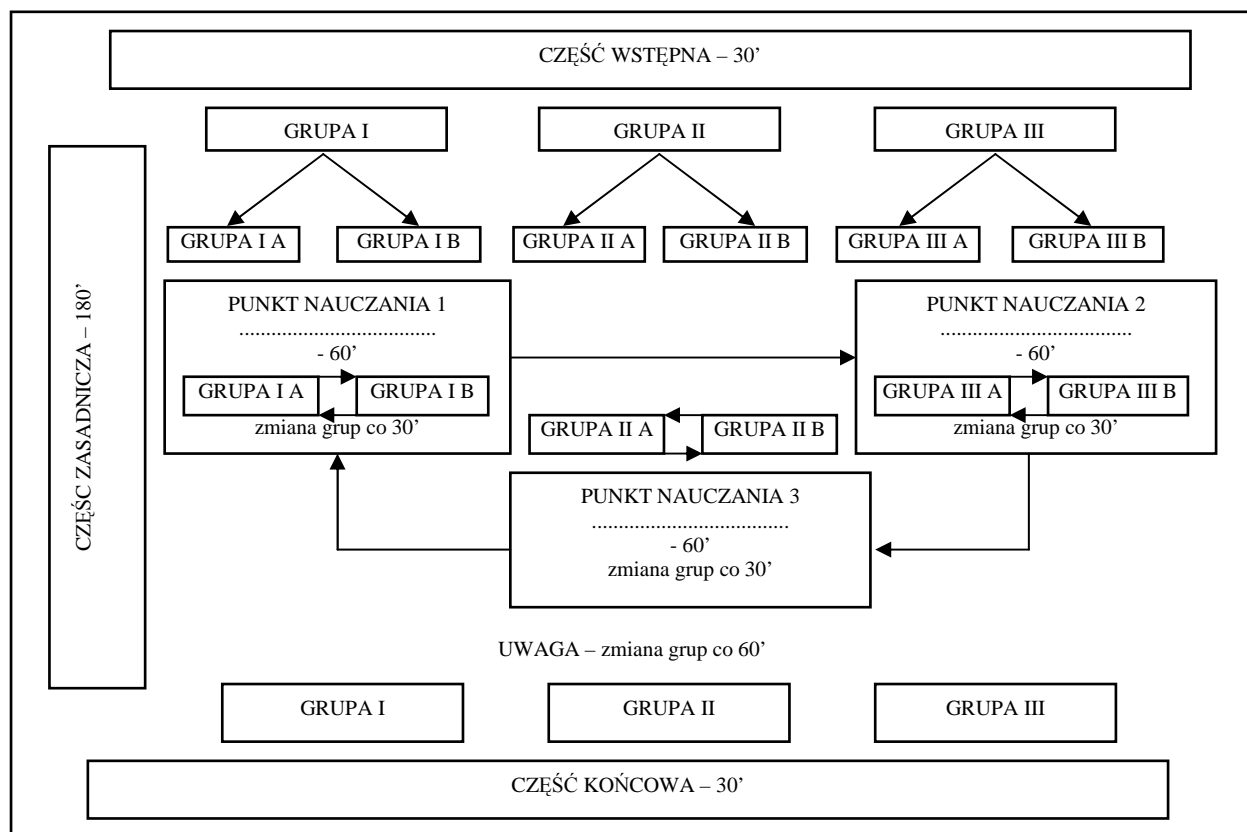 CZĘŚĆ WSTĘPNA – 30’
GRUPA I
GRUPA II
GRUPA III
CZĘŚC ZASADNICZA – 180’
GRUPA I A
GRUPA I B
GRUPA II A
GRUPA II B
GRUPA III A
GRUPA III B
PUNKT NAUCZANIA 1
...................................
- 60’
GRUPA I A
GRUPA I B
zmiana grup co 30’
PUNKT NAUCZANIA 2
..................................
- 60’
GRUPA III A
GRUPA III B
zmiana grup co 30’
GRUPA II A
GRUPA II B
PUNKT NAUCZANIA 3
...................................
- 60’
zmiana grup co 30’
UWAGA – zmiana grup co 60’
GRUPA I
GRUPA II
GRUPA III
CZĘŚĆ KOŃCOWA – 30’